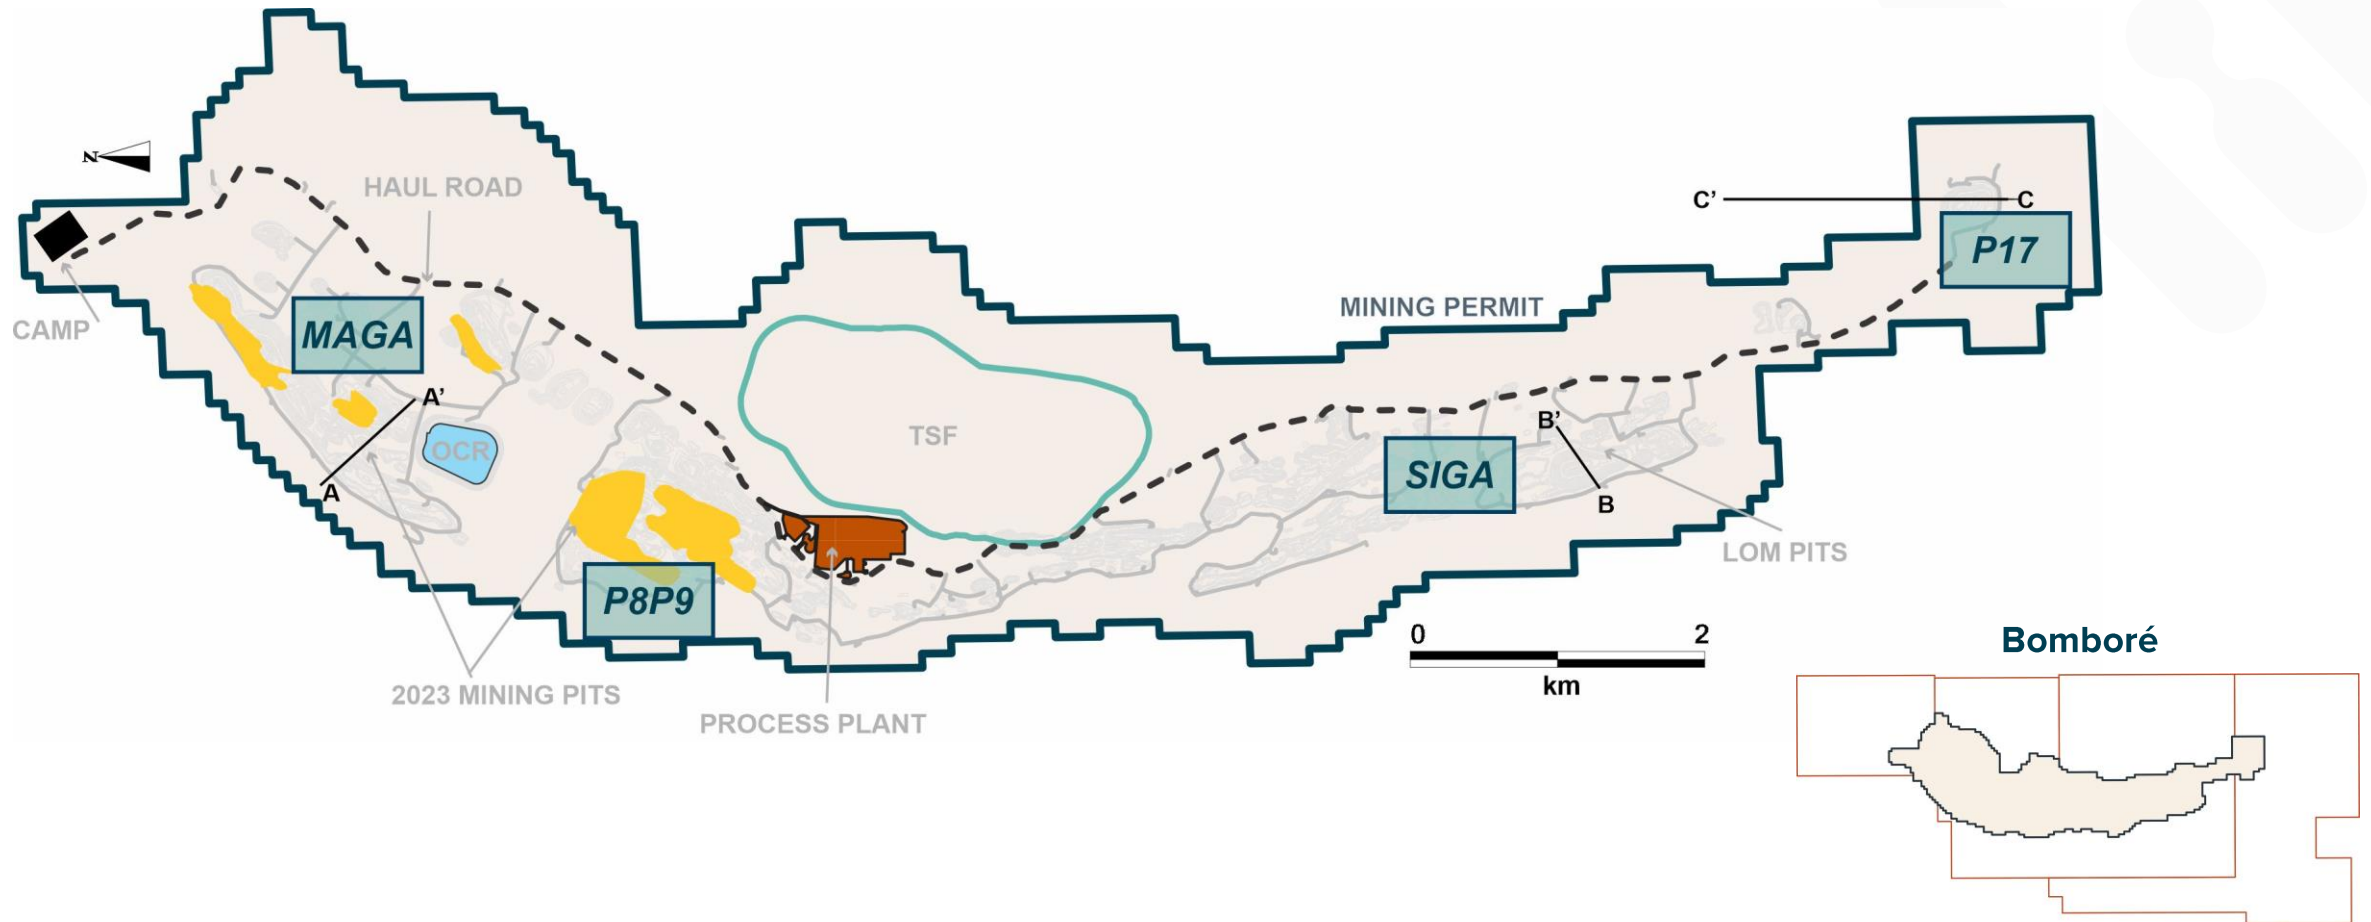 N
HAUL ROAD
C’
C
P17
CAMP
MAGA
MINING PERMIT
A’
A
OCR
TSF
B’
B
SIGA
LOM PITS
P8P9
2023 MINING PITS
PROCESS PLANT
0 2
km
Bomboré